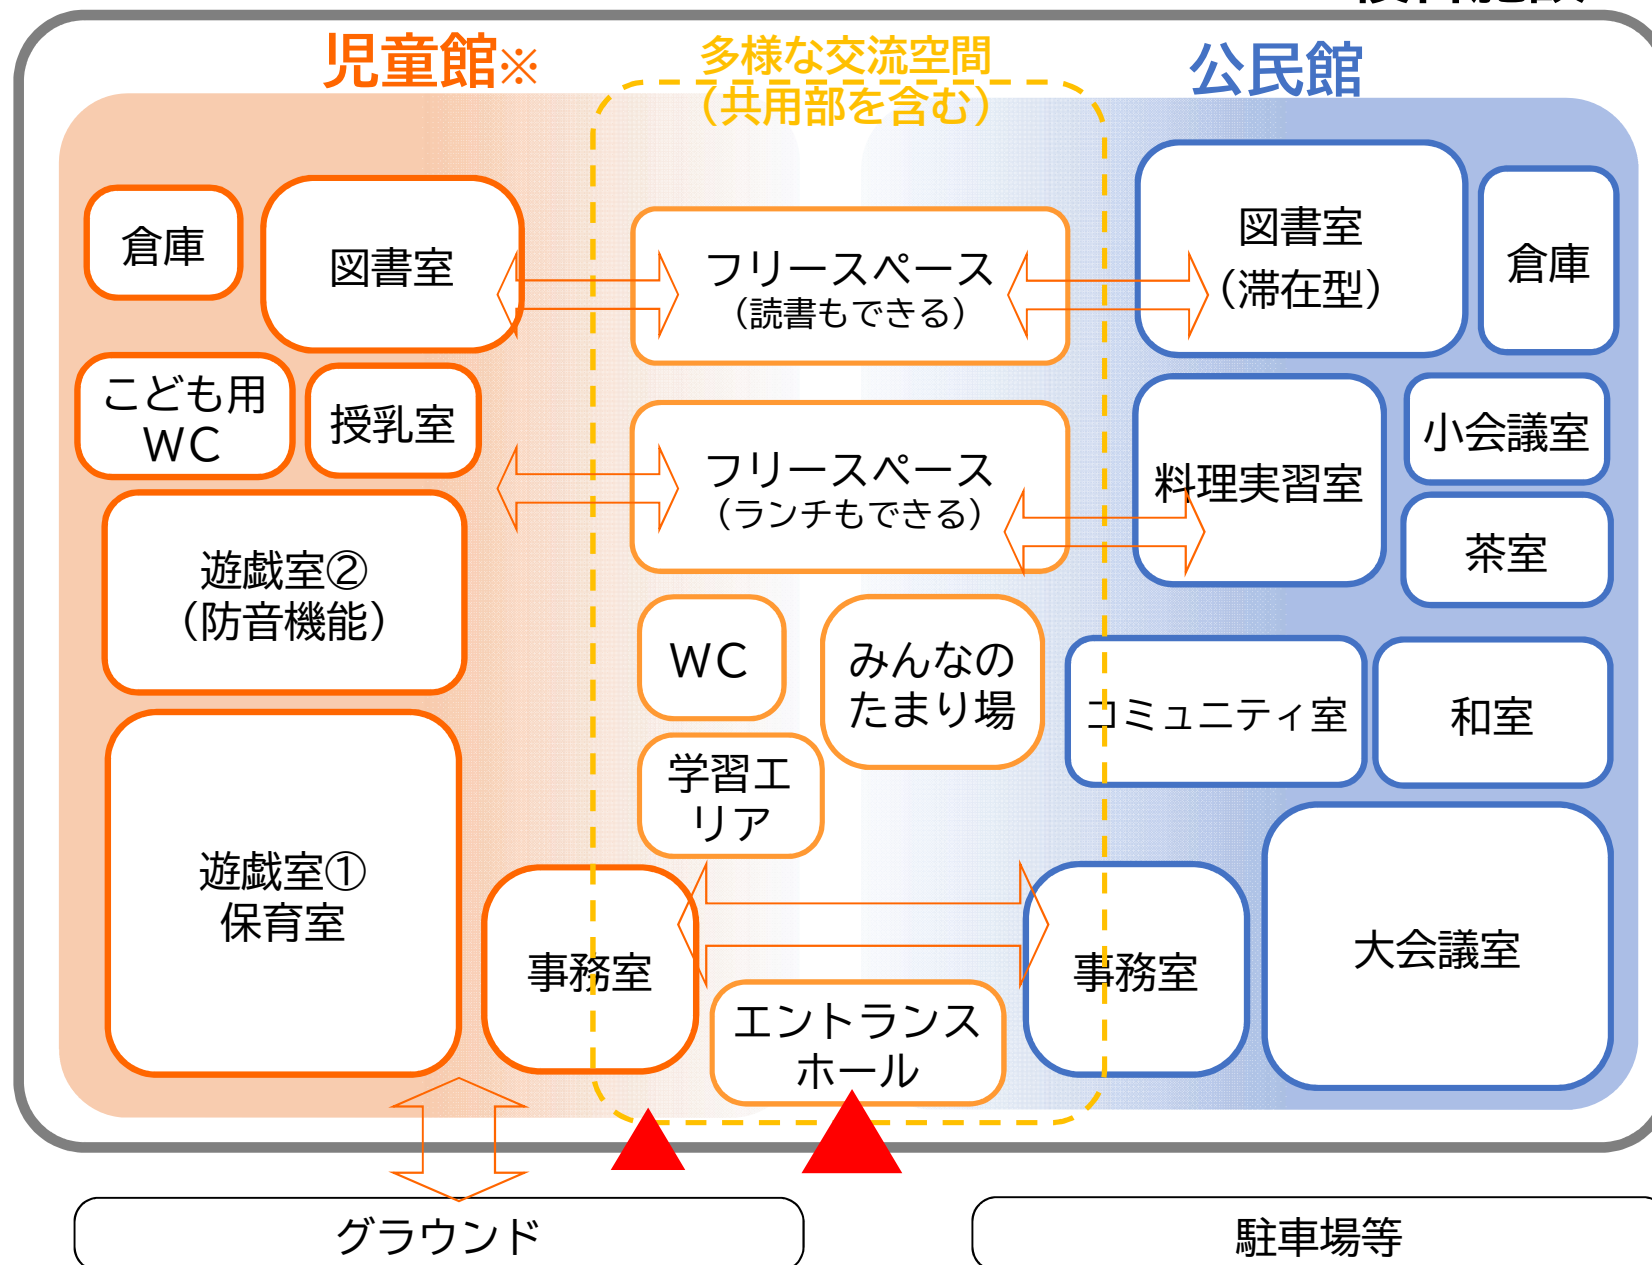 児童館※
多様な交流空間
（共用部を含む）
公民館
倉庫
図書室
こども用
WC
授乳室
遊戯室②
（防音機能）
遊戯室①
保育室
事務室
フリースペース
（読書もできる）
フリースペース
（ランチもできる）
WC
みんなの
たまり場
学習エ
リア
エントランス
ホール
図書室
（滞在型）
倉庫
料理実習室
小会議室
茶室
コミュニティ室
和室
事務室
大会議室
グラウンド
駐車場等